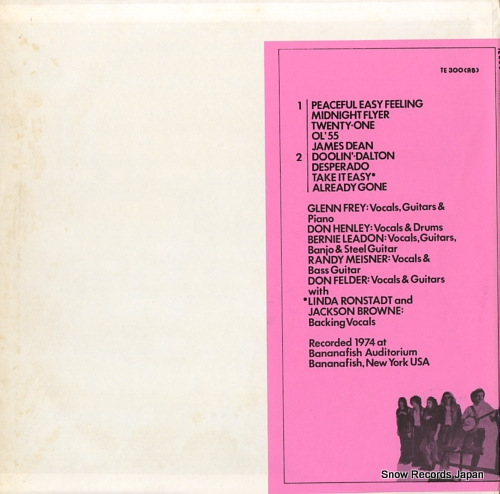 TE 300 (AB)
1 PEACEFUL EASY FEELING
MIDNIGHT FLYER
TWENTY-ONE
OL' 55
JAMES DEAN
2 DOOLIN'-DALTON
DESPERADO
TAKE IT EASY*
ALREADY GONE
GLENN FREY: Vocals, Guitars &
Piano
DON HENLEY: Vocals & Drums
BERNIE LEADON: Vocals, Guitars,
Banjo & Steel Guitar
RANDY MEISNER: Vocals &
Bass Guitar
DON FELDER: Vocals & Guitars
with
*LINDA RONSTADT and
JACKSON BROWNE:
Backing Vocals
Recorded 1974 at
Bananafish Auditorium
Bananafish, New York USA
Snow Records Japan